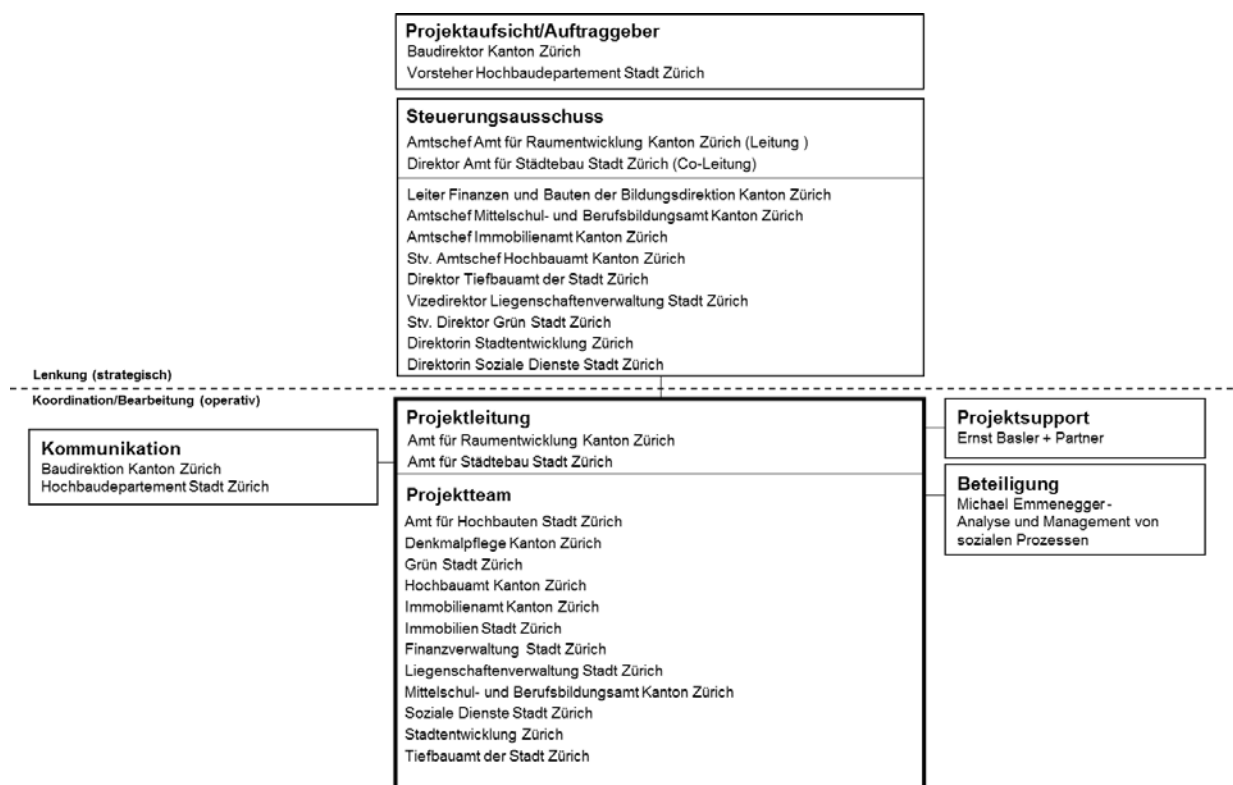 Projektaufsicht/Auftraggeber
Baudirektor Kanton Zürich
Vorsteher Hochbaudepartement Stadt Zürich
Steuerungsausschuss
Amtschef Amt für Raumentwicklung Kanton Zürich (Leitung )
Direktor Amt für Städtebau Stadt Zürich (Co-Leitung)
Leiter Finanzen und Bauten der Bildungsdirektion Kanton Zürich
Amtschef Mittelschul- und Berufsbildungsamt Kanton Zürich
Amtschef Immobilienamt Kanton Zürich
Stv. Amtschef Hochbauamt Kanton Zürich
Direktor Tiefbauamt der Stadt Zürich
Vizedirektor Liegenschaftenverwaltung Stadt Zürich
Stv. Direktor Grün Stadt Zürich
Direktorin Stadtentwicklung Zürich
Direktorin Soziale Dienste Stadt Zürich
Lenkung (strategisch)
Koordination/Bearbeitung (operativ)
Kommunikation
Baudirektion Kanton Zürich
Hochbaudepartement Stadt Zürich
Projektleitung
Amt für Raumentwicklung Kanton Zürich
Amt für Städtebau Stadt Zürich
Projektteam
Amt für Hochbauten Stadt Zürich
Denkmalpflege Kanton Zürich
Grün Stadt Zürich
Hochbauamt Kanton Zürich
Immobilienamt Kanton Zürich
Immobilien Stadt Zürich
Finanzverwaltung Stadt Zürich
Liegenschaftenverwaltung Stadt Zürich
Mittelschul- und Berufsbildungsamt Kanton Zürich
Soziale Dienste Stadt Zürich
Stadtentwicklung Zürich
Tiefbauamt der Stadt Zürich
Projektsupport
Ernst Basler + Partner
Beteiligung
Michael Emmenegger -
Analyse und Management von
sozialen Prozessen